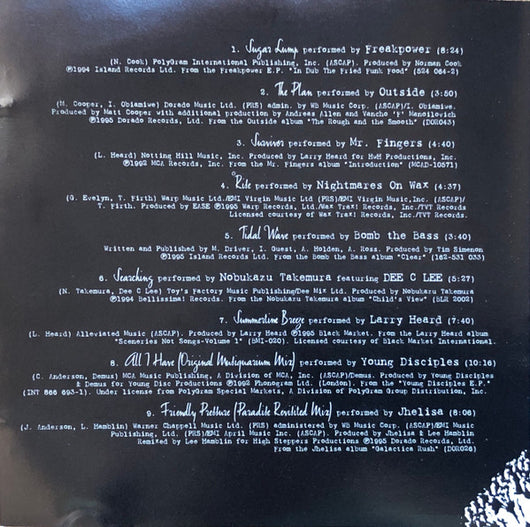 1. Sugar Lump performed by Freakpower (8:24)
(N. Cook) PolyGram International Publishing, Inc. (ASCAP). Produced by Norman Cook
℗1994 Island Records Ltd. From the Freakpower E.P. "In Dub The Fried Funk Food" (524 064-2)
2. The Plan performed by Outside (3:50)
(M. Cooper, I. Obiamiwe) Dorado Music Ltd. (PRS) admin. by WB Music Corp. (ASCAP)/I. Obiamiwe.
Produced by Matt Cooper with additional production by Andreas Allen and Vancho 'F' Manoilovich
℗1995 Dorado Records, Ltd. From the Outside album "The Rough and the Smooth" (DOR043)
3. Survivor performed by Mr. Fingers (4:40)
(L. Heard) Notting Hill Music, Inc. Produced by Larry Heard for HwH Productions, Inc.
℗1992 MCA Records, Inc. From the Mr. Fingers album "Introduction" (MCAD-10571)
4. Rite performed by Nightmares On Wax (4:37)
(G. Evelyn, T. Firth) Warp Music Ltd./EMI Virgin Music Ltd (PRS)/EMI Virgin Music, Inc. (ASCAP)/
T. Firth. Produced by EASE ℗1995 Warp Records, Ltd./Wax Trax! Records, Inc./TVT Records
Licensed courtesy of Wax Trax! Records, Inc./TVT Records.
5. Tidal Wave performed by Bomb the Bass (3:40)
Written and Published by M. Driver, I. Guest, A. Holden, A. Ross. Produced by Tim Simenon
℗1995 Island Records Ltd. From the Bomb the Bass album "Clear" (162-531 033)
6. Searching performed by Nobukazu Takemura featuring DEE C LEE (5:27)
(N. Takemura, Dee C Lee) Toy's Factory Music Publishing/Dee Mix Ltd. Produced by Nobukazu Takemura
℗1994 Bellissima! Records. From the Nobukazu Takemura album "Child's View" (BLR 2002)
7. Summertime Breeze performed by Larry Heard (7:40)
(L. Heard) Alleviated Music (ASCAP). Produced by Larry Heard ℗1995 Black Market. From the Larry Heard album
"Sceneries Not Songs-Volume 1" (BMI-020). Licensed courtesy of Black Market International.
8. All I Have (Original Mutiquarium Mix) performed by Young Disciples (10:16)
(C. Anderson, Demus) MCA Music Publishing, A Division of MCA, Inc. (ASCAP)/Demus. Produced by Young Disciples
& Demus for Young Disc Productions ℗1992 Phonogram Ltd. (London). From the "Young Disciples E.P."
(INT 866 693-1). Under license from PolyGram Special Markets, A Division of PolyGram Group Distribution, Inc.
9. Friendly Pressure (Paradise Revisited Mix) performed by Jhelisa (8:06)
(J. Anderson, L. Hamblin) Warner Chappell Music Ltd. (PRS) administered by WB Music Corp. (ASCAP)/EMI Music
Publishing, Ltd. (PRS)/EMI April Music Inc. (ASCAP). Produced by Jhelisa & Lee Hamblin
Remixed by Lee Hamblin for High Steppers Productions ℗1995 Dorado Records, Ltd.
From the Jhelisa album "Galactica Rush" (DOR026)